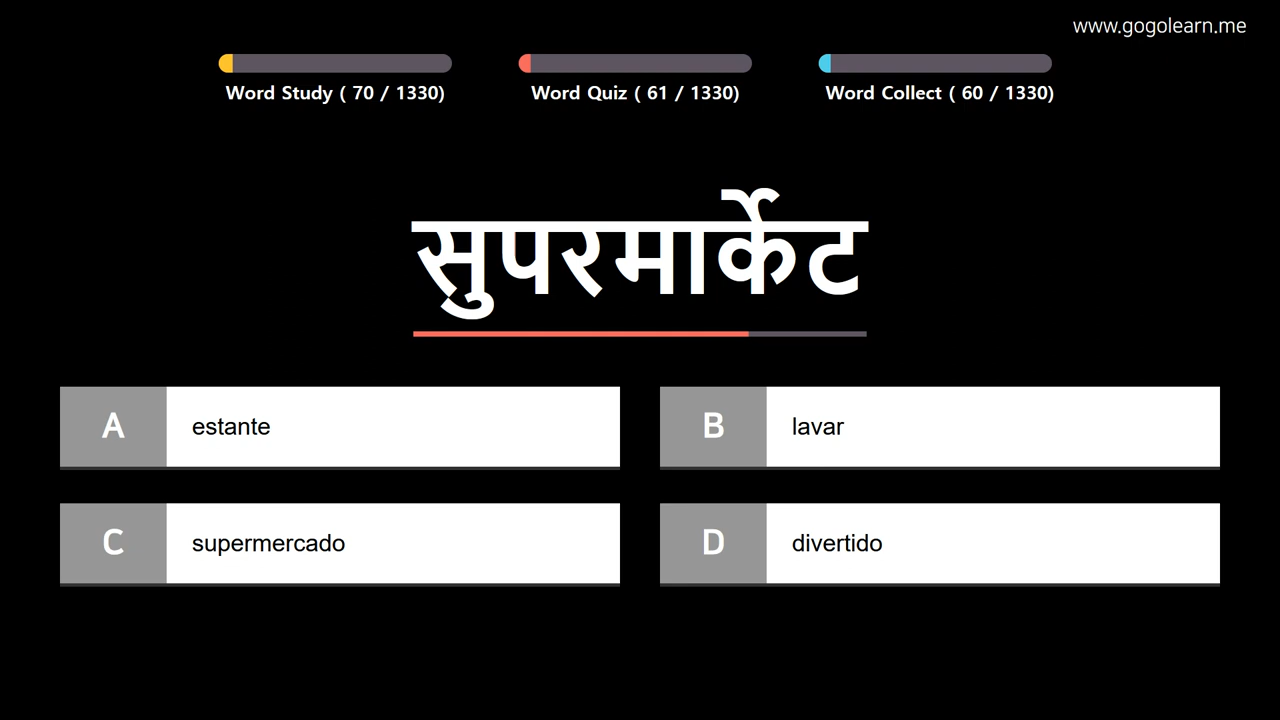 www.gogolearn.me
Word Study ( 70 / 1330)
Word Quiz ( 61 / 1330)
Word Collect ( 60 / 1330)
सुपरमार्केट
A estante
B lavar
C supermercado
D divertido